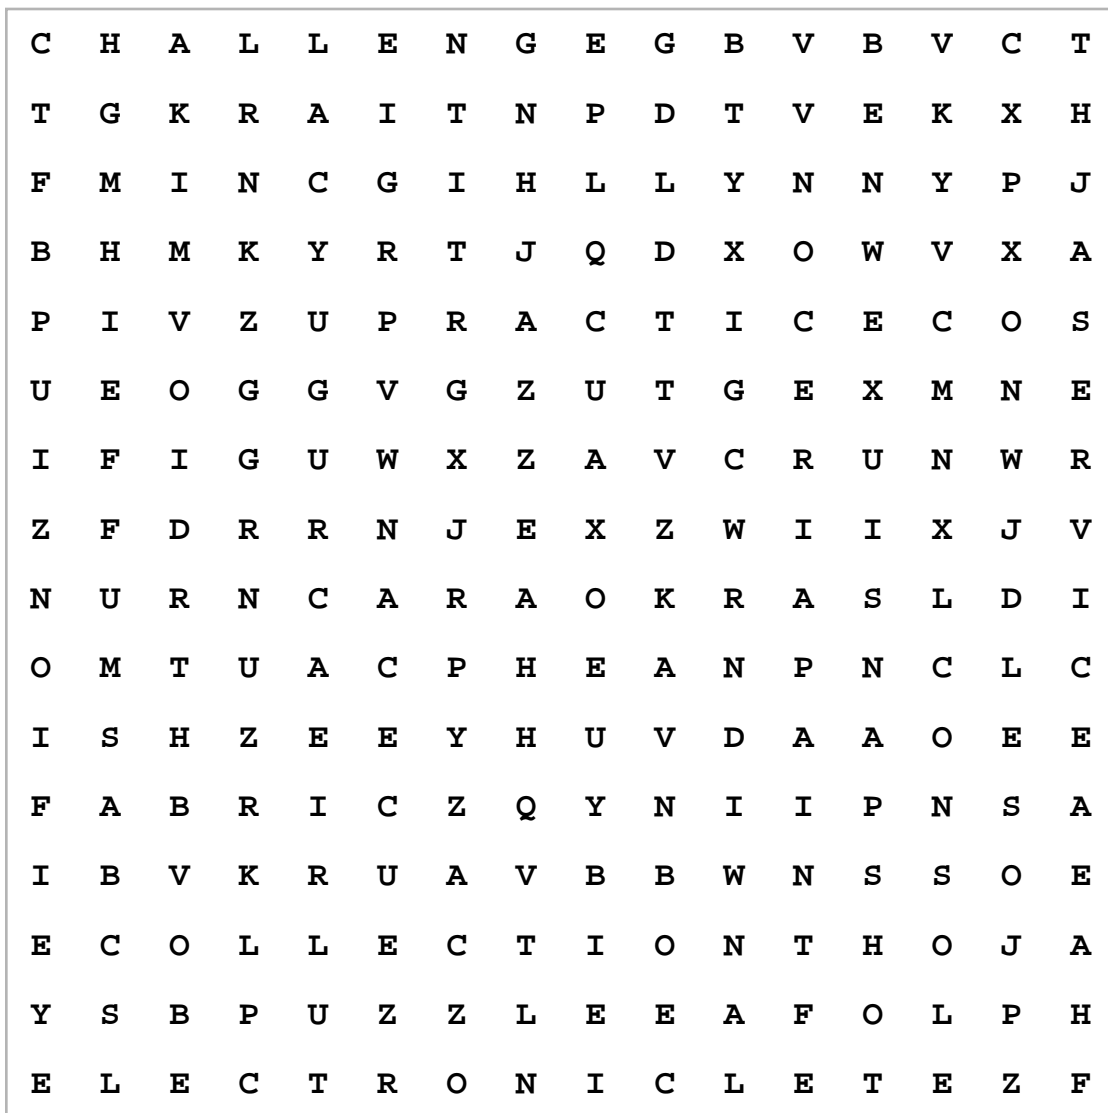 C H A L L E N G E G B V B V C T
T G K R A I T N P D T V E K X H
F M I N C G I H L L Y N N Y P J
B H M K Y R T J Q D X O W V X A
P I V Z U P R A C T I C E C O S
U E O G G V G Z U T G E X M N E
I F I G U W X Z A V C R U N W R
Z F D R R N J E X Z W I I X J V
N U R N C A R A O K R A S L D I
O M T U A C P H E A N P N C L C
I S H Z E E Y H U V D A A O E E
F A B R I C Z Q Y N I I P N S A
I B V K R U A V B B W N S S O E
E C O L L E C T I O N T H O J A
Y S B P U Z Z L E E A F O L P H
E L E C T R O N I C L E T E Z F